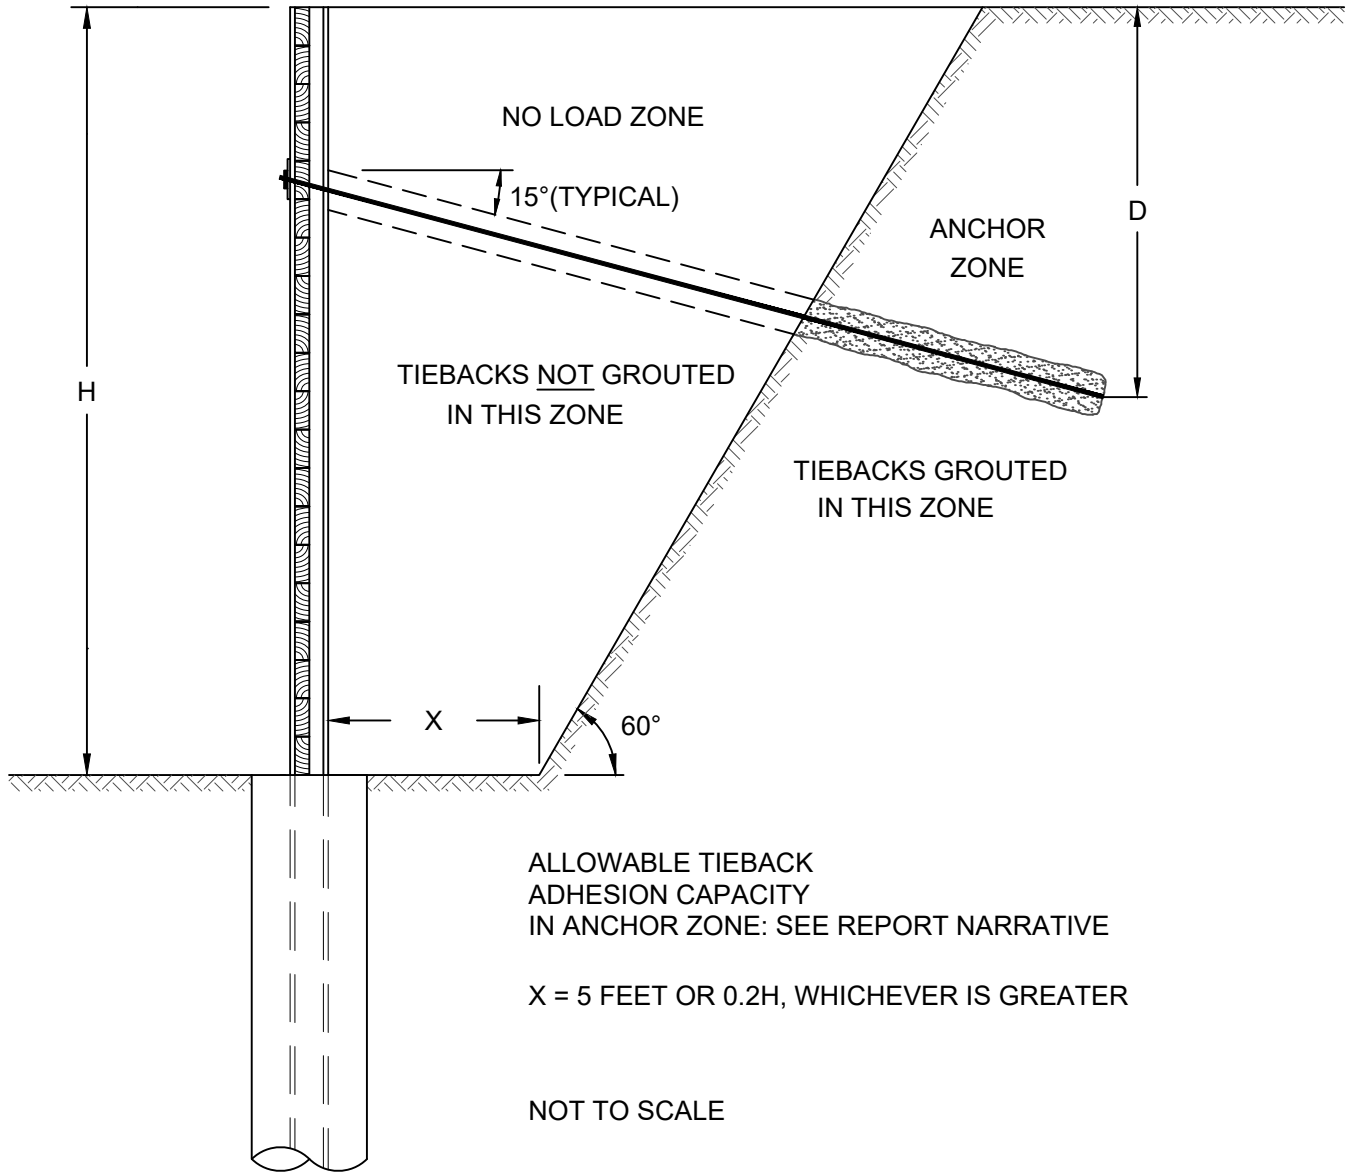 NO LOAD ZONE
15°(TYPICAL)
D
ANCHOR
ZONE
H
TIEBACKS NOT GROUTED
IN THIS ZONE
TIEBACKS GROUTED
IN THIS ZONE
X
60°
ALLOWABLE TIEBACK
ADHESION CAPACITY
IN ANCHOR ZONE: SEE REPORT NARRATIVE
X = 5 FEET OR 0.2H, WHICHEVER IS GREATER
NOT TO SCALE